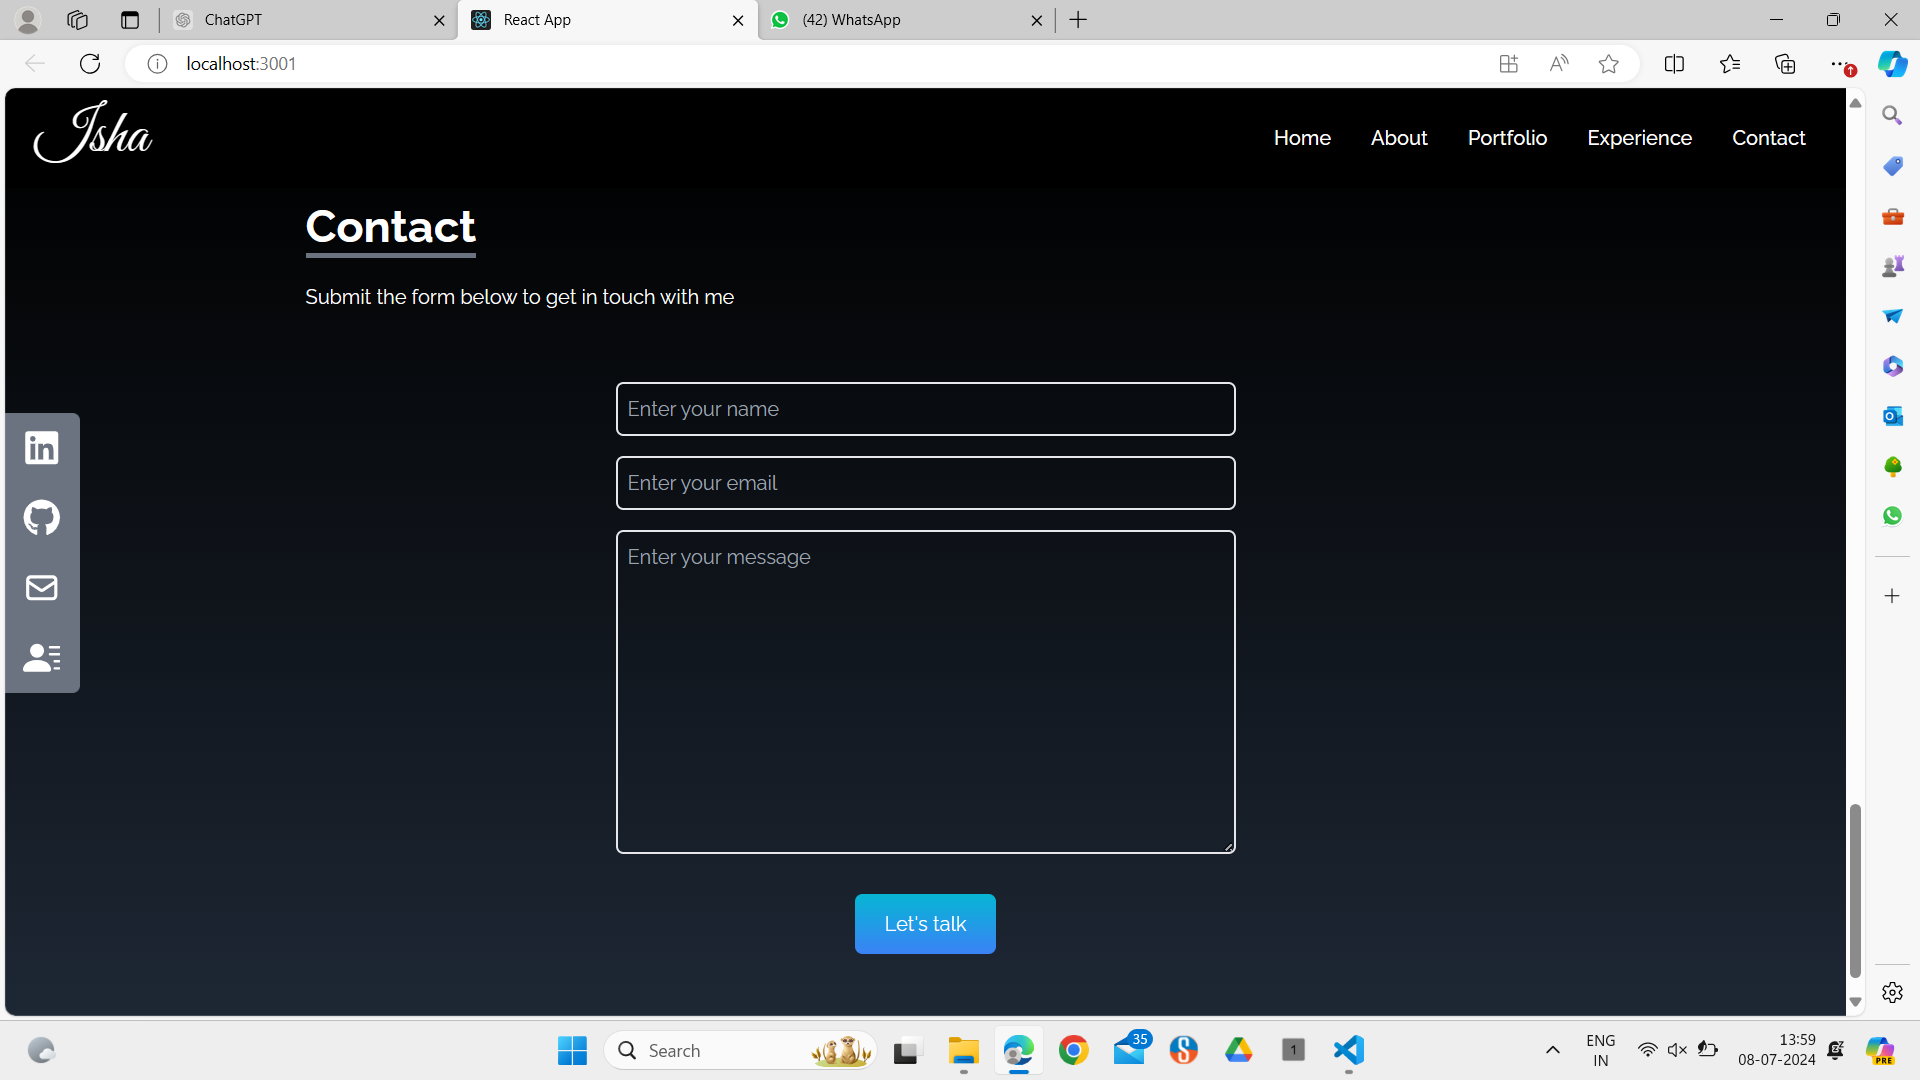 ChatGPT
React App
(42) WhatsApp
localhost:3001
Isha
Home
About
Portfolio
Experience
Contact
Contact
Submit the form below to get in touch with me
Enter your name
Enter your email
Enter your message
Let's talk
Search
35
1
ENG
IN
13:59
08-07-2024
PRE